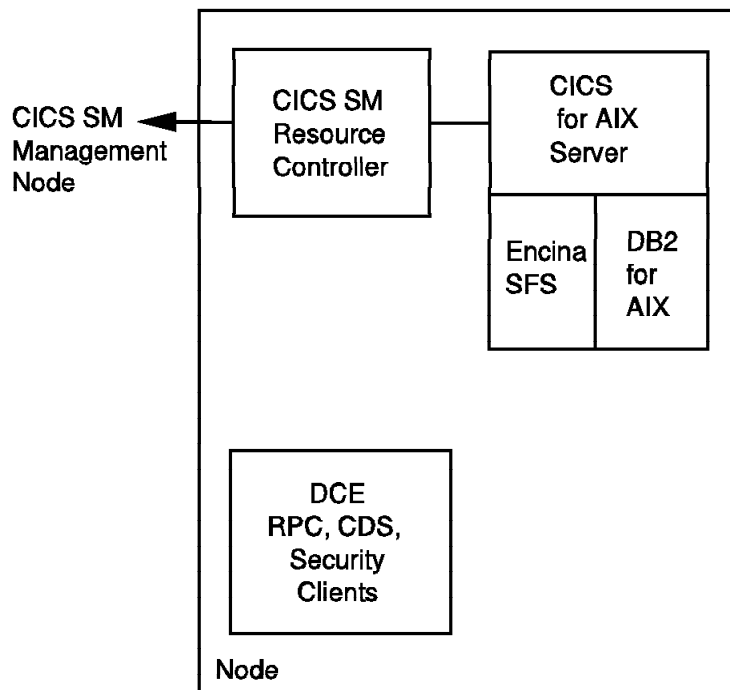 CICS SM
Management
Node
CICS SM
Resource
Controller
CICS
for AIX
Server
Encina
SFS
DB2
for
AIX
DCE
RPC, CDS,
Security
Clients
Node